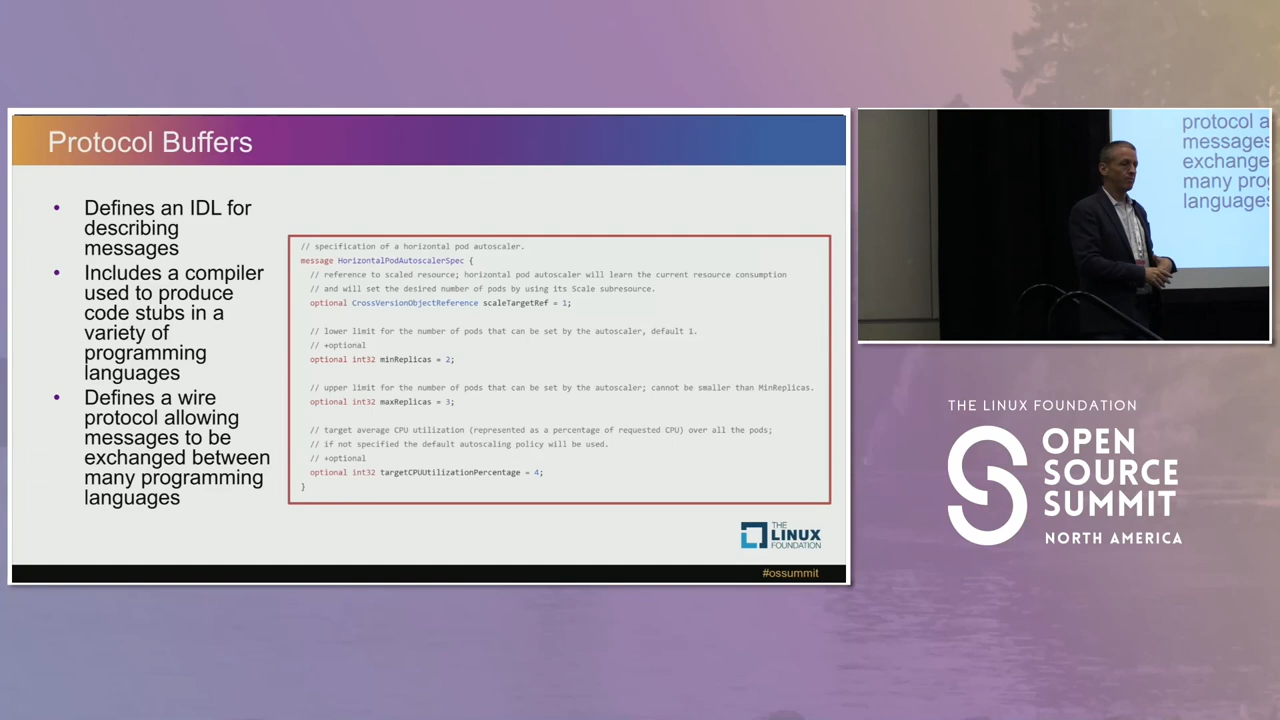 Protocol Buffers
• Defines an IDL for
describing
messages
• Includes a compiler
used to produce
code stubs in a
variety of
programming
languages
• Defines a wire
protocol allowing
messages to be
exchanged between
many programming
languages
// specification of a horizontal pod autoscaler.
message HorizontalPodAutoscalerSpec {
// reference to scaled resource; horizontal pod autoscaler will learn the current resource consumption
// and will set the desired number of pods by using its Scale subresource.
optional CrossVersionObjectReference scaleTargetRef = 1;
// lower limit for the number of pods that can be set by the autoscaler, default 1.
// +optional
optional int32 minReplicas = 2;
// upper limit for the number of pods that can be set by the autoscaler; cannot be smaller than MinReplicas.
optional int32 maxReplicas = 3;
// target average CPU utilization (represented as a percentage of requested CPU) over all the pods;
// if not specified the default autoscaling policy will be used.
// +optional
optional int32 targetCPUUtilizationPercentage = 4;
}
THE
LINUX
FOUNDATION
#ossummit
protocol a
messages
exchange
many pro
languages
THE LINUX FOUNDATION
OPEN
SOURCE
SUMMIT
NORTH AMERICA